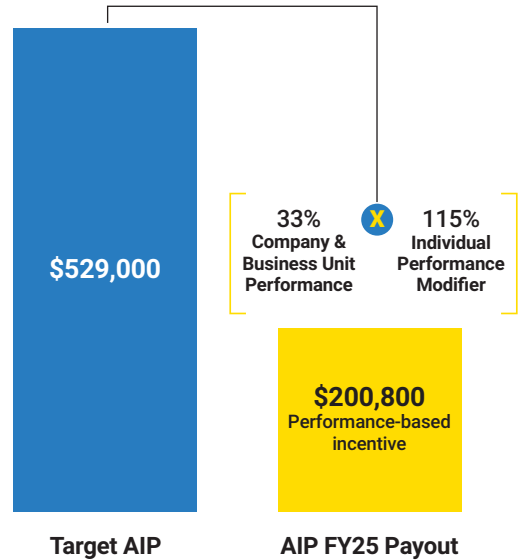 $529,000
33%
Company &
Business Unit
Performance
X
115%
Individual
Performance
Modifier
$200,800
Performance-based
incentive
Target AIP
AIP FY25 Payout